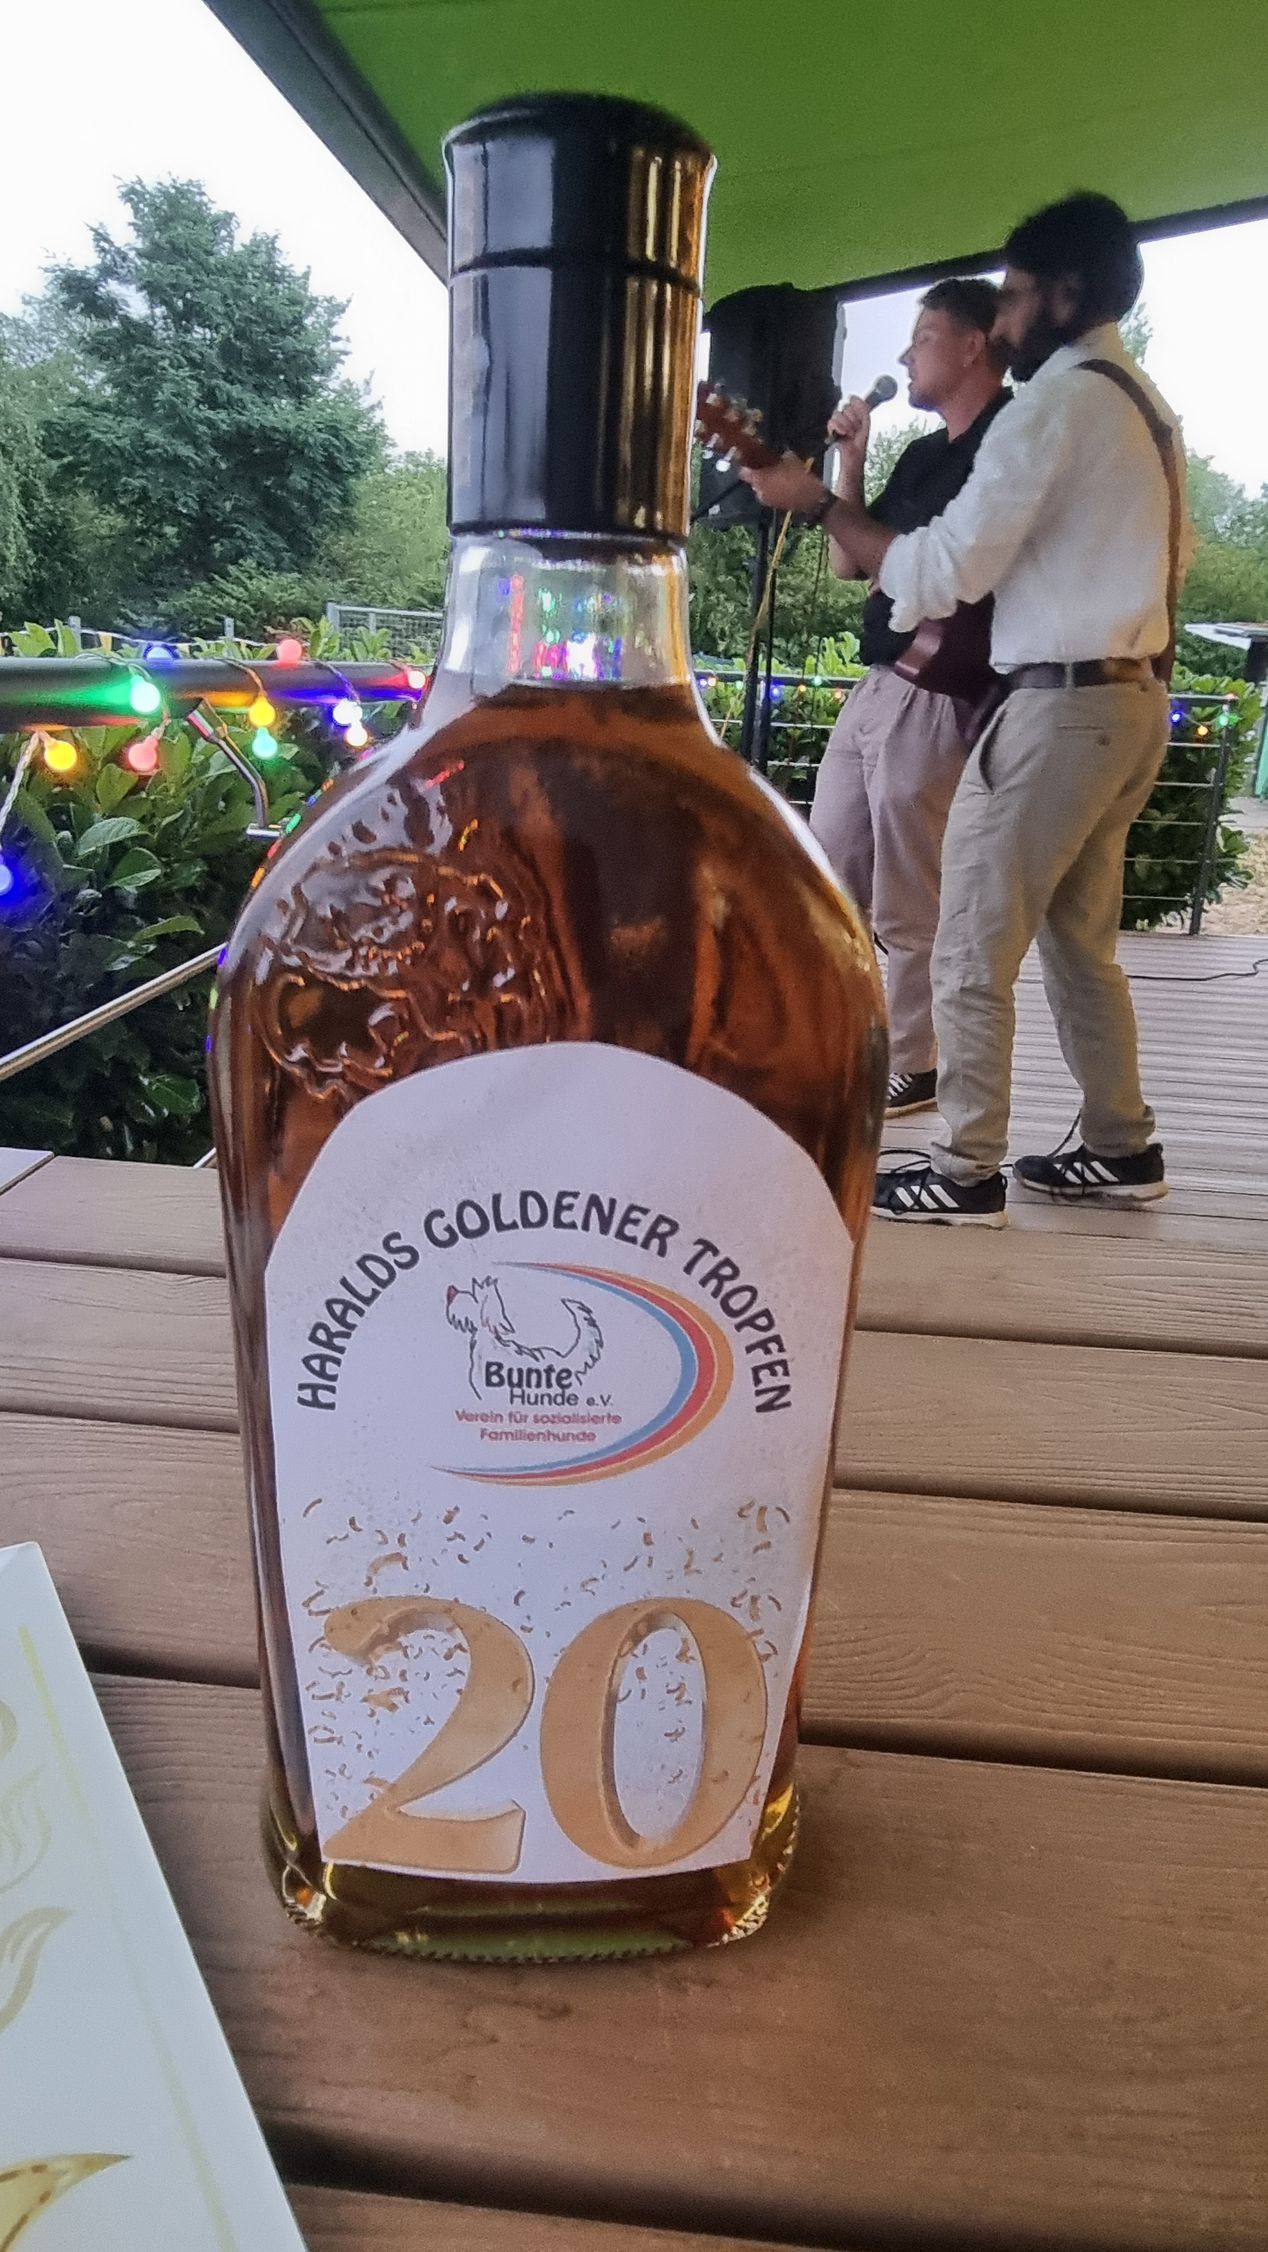 HARALDS GOLDENER TROPFEN
Bunte
Hunde e.V.
Verein für sozialisierte
Familienhunde
20